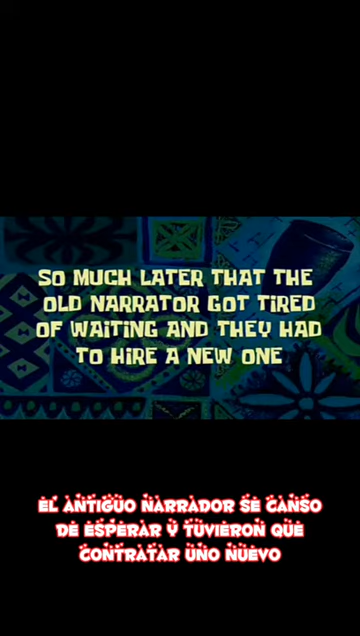 SO MUCH LATER THAT THE
OLD NARRATOR GOT TIRED
OF WAITING AND THEY HAD
TO HIRE A NEW ONE
EL ANTIGUO NARRADOR SE CANSO
DE ESPERAR Y TUVIERON QUE
CONTRATAR UNO NUEVO